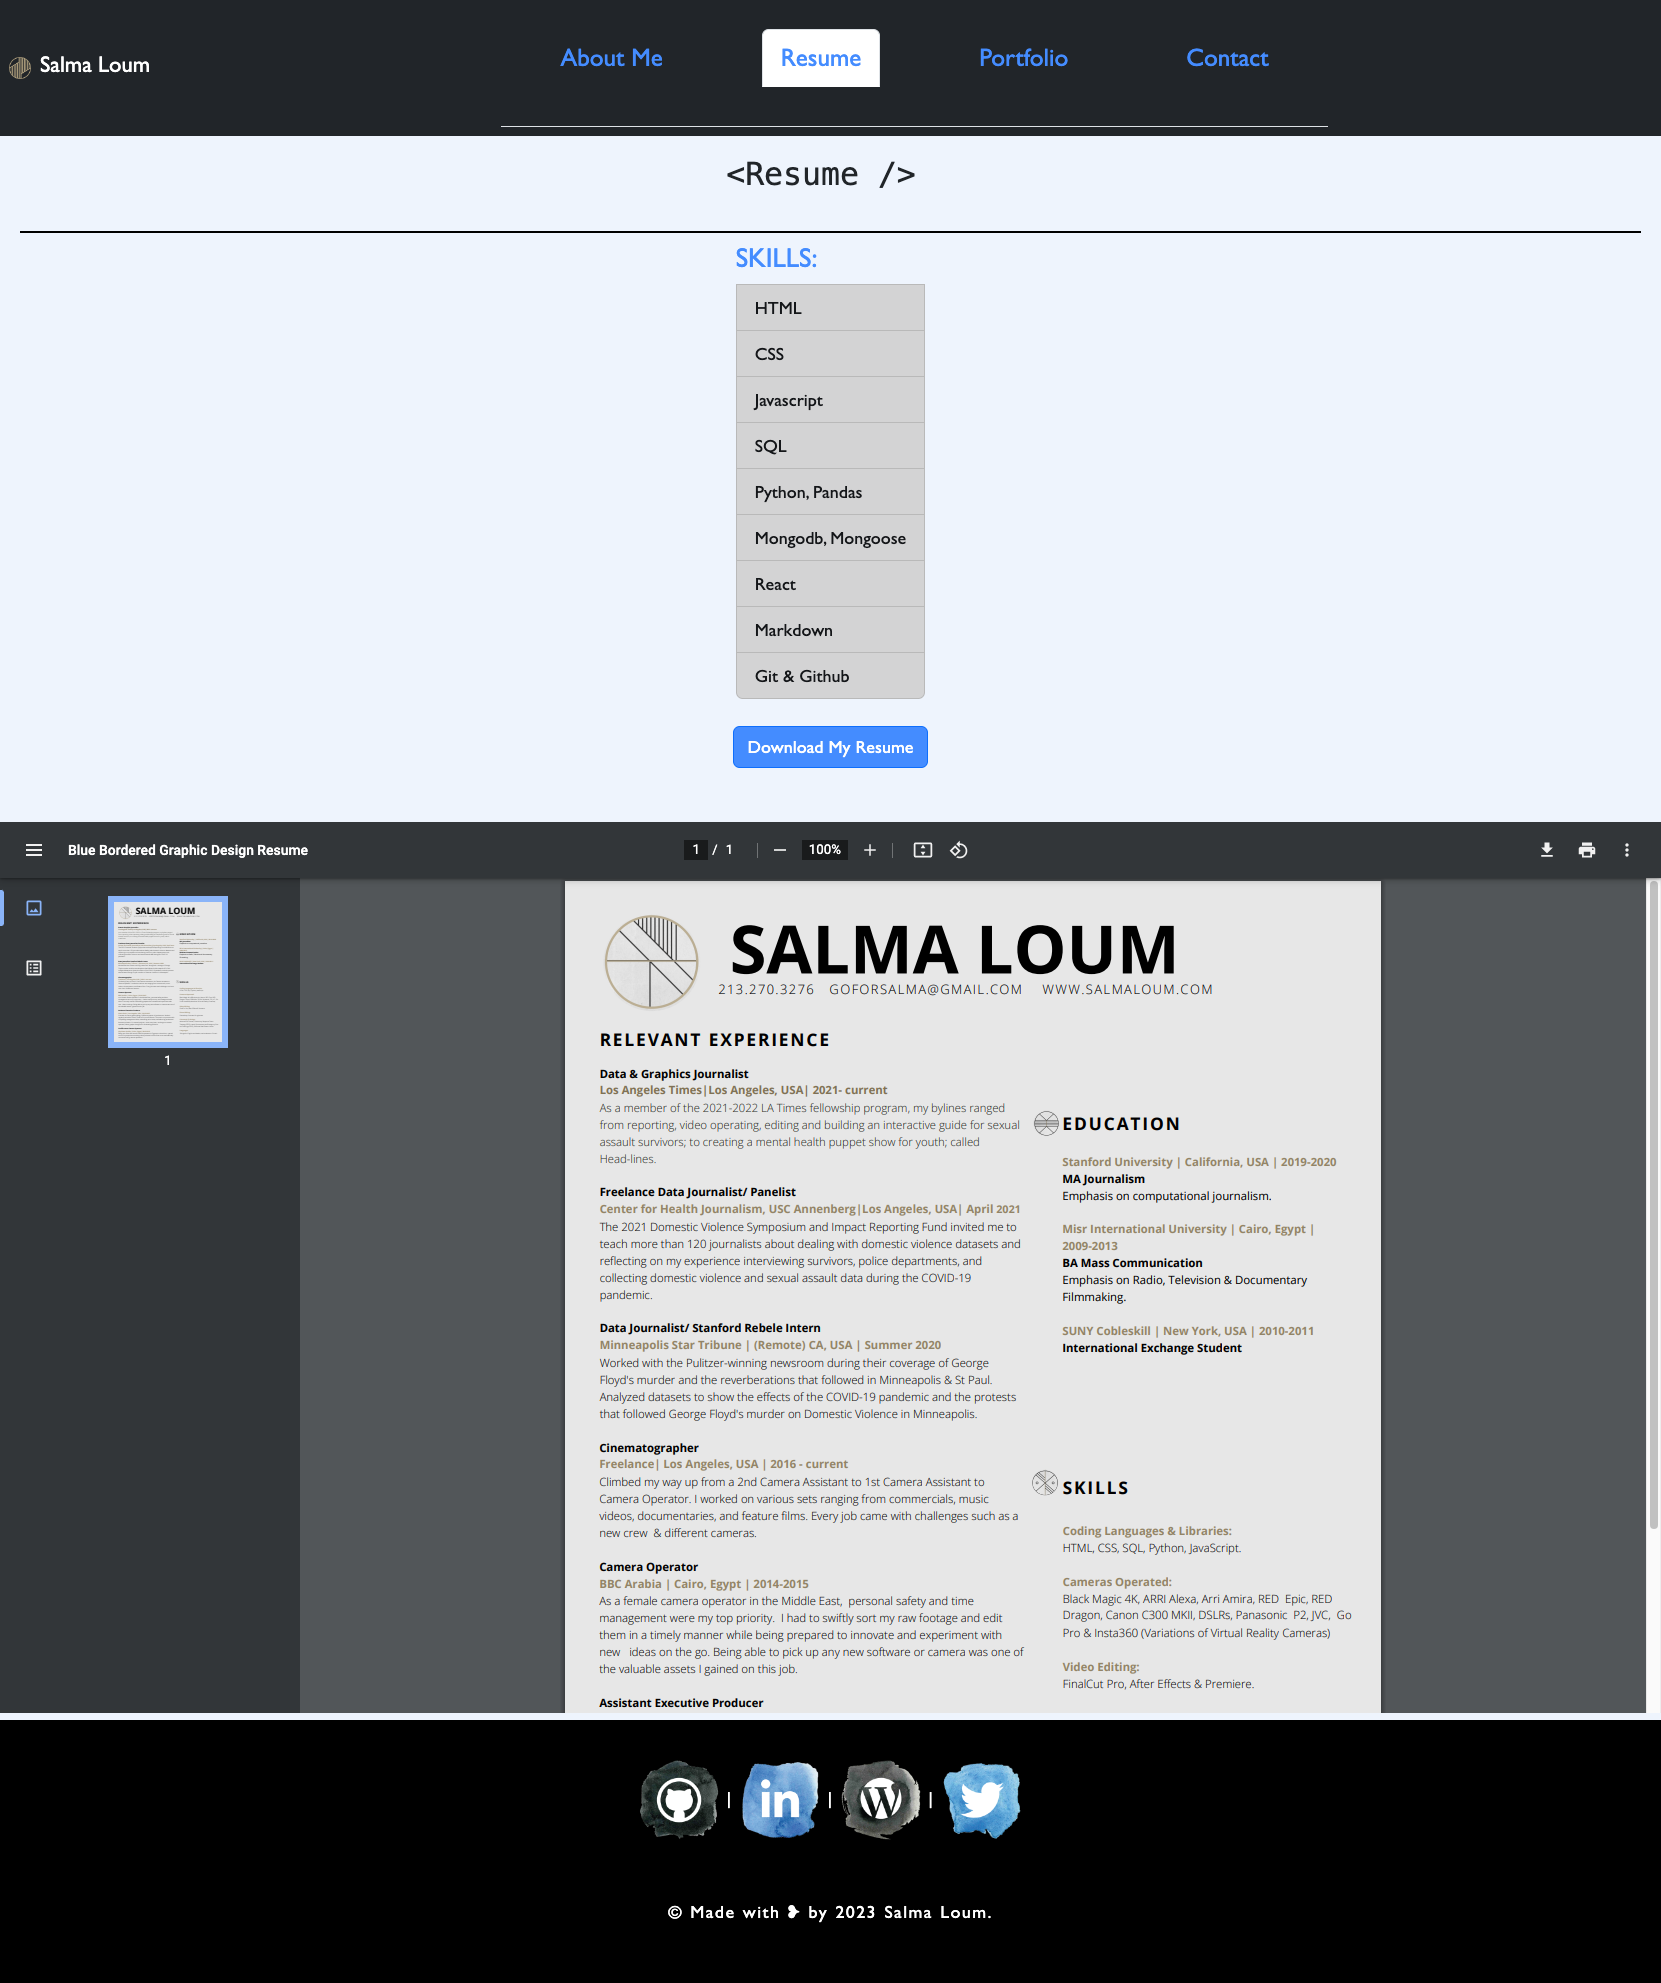 Salma Loum
About Me
Resume
Portfolio
Contact
<Resume />
SKILLS:
HTML
CSS
Javascript
SQL
Python, Pandas
Mongodb, Mongoose
React
Markdown
Git & Github
Download My Resume
Blue Bordered Graphic Design Resume
1 / 1
100%
SALMA LOUM
1
SALMA LOUM
213.270.3276 GOFORSALMA@GMAIL.COM WWW.SALMALOUM.COM
RELEVANT EXPERIENCE
Data & Graphics Journalist
Los Angeles Times|Los Angeles, USA| 2021- current
As a member of the 2021-2022 LA Times fellowship program, my bylines ranged
from reporting, video operating, editing and building an interactive guide for sexual
assault survivors; to creating a mental health puppet show for youth; called
Head-lines.
Freelance Data Journalist/ Panelist
Center for Health Journalism, USC Annenberg|Los Angeles, USA| April 2021
The 2021 Domestic Violence Symposium and Impact Reporting Fund invited me to
teach more than 120 journalists about dealing with domestic violence datasets and
reflecting on my experience interviewing survivors, police departments, and
collecting domestic violence and sexual assault data during the COVID-19
pandemic.
Data Journalist/ Stanford Rebele Intern
Minneapolis Star Tribune | (Remote) CA, USA | Summer 2020
Worked with the Pulitzer-winning newsroom during their coverage of George
Floyd's murder and the reverberations that followed in Minneapolis & St Paul.
Analyzed datasets to show the effects of the COVID-19 pandemic and the protests
that followed George Floyd's murder on Domestic Violence in Minneapolis.
Cinematographer
Freelance| Los Angeles, USA | 2016 - current
Climbed my way up from a 2nd Camera Assistant to 1st Camera Assistant to
Camera Operator. I worked on various sets ranging from commercials, music
videos, documentaries, and feature films. Every job came with challenges such as a
new crew & different cameras.
Camera Operator
BBC Arabia | Cairo, Egypt | 2014-2015
As a female camera operator in the Middle East, personal safety and time
management were my top priority. I had to swiftly sort my raw footage and edit
them in a timely manner while being prepared to innovate and experiment with
new ideas on the go. Being able to pick up any new software or camera was one of
the valuable assets I gained on this job.
Assistant Executive Producer
EDUCATION
Stanford University | California, USA | 2019-2020
MA Journalism
Emphasis on computational journalism.
Misr International University | Cairo, Egypt |
2009-2013
BA Mass Communication
Emphasis on Radio, Television & Documentary
Filmmaking.
SUNY Cobleskill | New York, USA | 2010-2011
International Exchange Student
SKILLS
Coding Languages & Libraries:
HTML, CSS, SQL, Python, JavaScript.
Cameras Operated:
Black Magic 4K, ARRI Alexa, Arri Amira, RED Epic, RED
Dragon, Canon C300 MKII, DSLRs, Panasonic P2, JVC, Go
Pro & Insta360 (Variations of Virtual Reality Cameras)
Video Editing:
FinalCut Pro, After Effects & Premiere.
| in | W |
© Made with ❥ by 2023 Salma Loum.